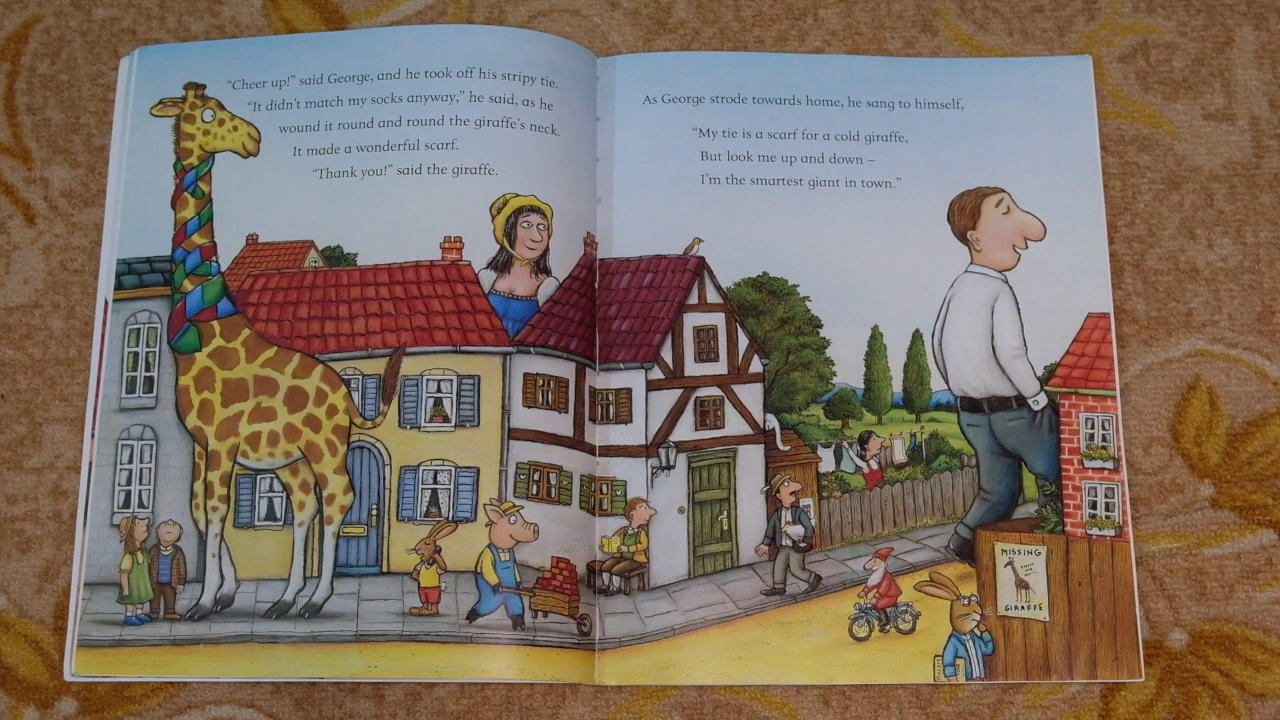 “Cheer up!” said George, and he took off his stripy tie.
“It didn’t match my socks anyway,” he said, as he
wound it round and round the giraffe’s neck.
It made a wonderful scarf.
“Thank you!” said the giraffe.
As George strode towards home, he sang to himself,
“My tie is a scarf for a cold giraffe,
But look me up and down –
I’m the smartest giant in town.”
MISSING
GIRAFFE